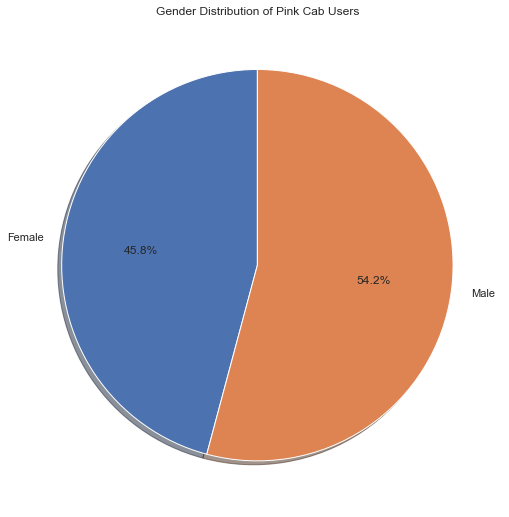 Gender Distribution of Pink Cab Users
Female
45.8%
54.2%
Male